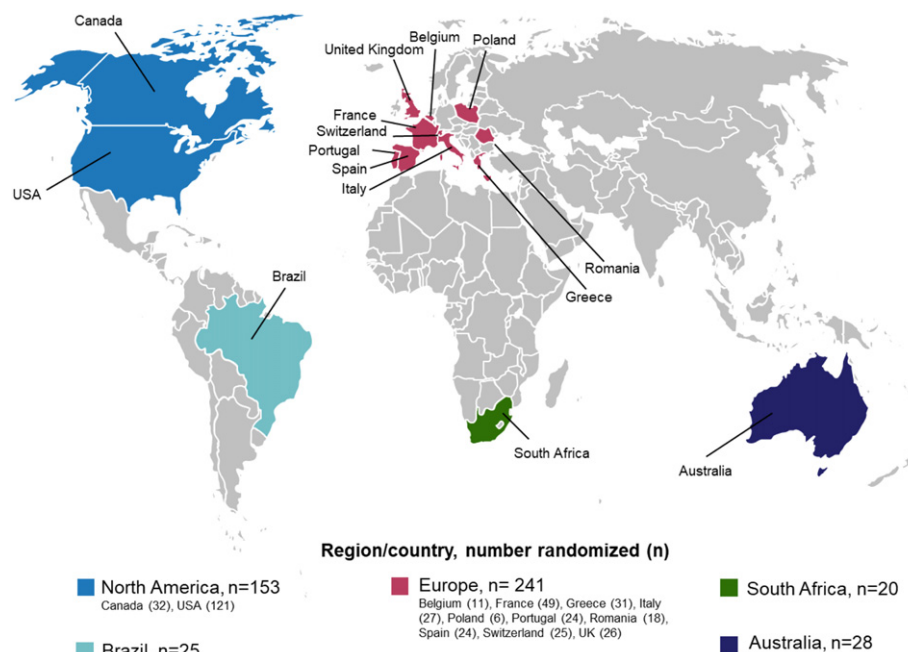 Canada
Belgium
Poland
United Kingdom
France
Switzerland
Portugal
Spain
Italy
USA
Romania
Greece
Brazil
South Africa
Australia
Region/country, number randomized (n)
North America, n=153
Canada (32), USA (121)
Europe, n= 241
Belgium (11), France (49), Greece (31), Italy
(27), Poland (6), Portugal (24), Romania (18),
Spain (24), Switzerland (25), UK (26)
South Africa, n=20
Brazil, n=25
Australia, n=28